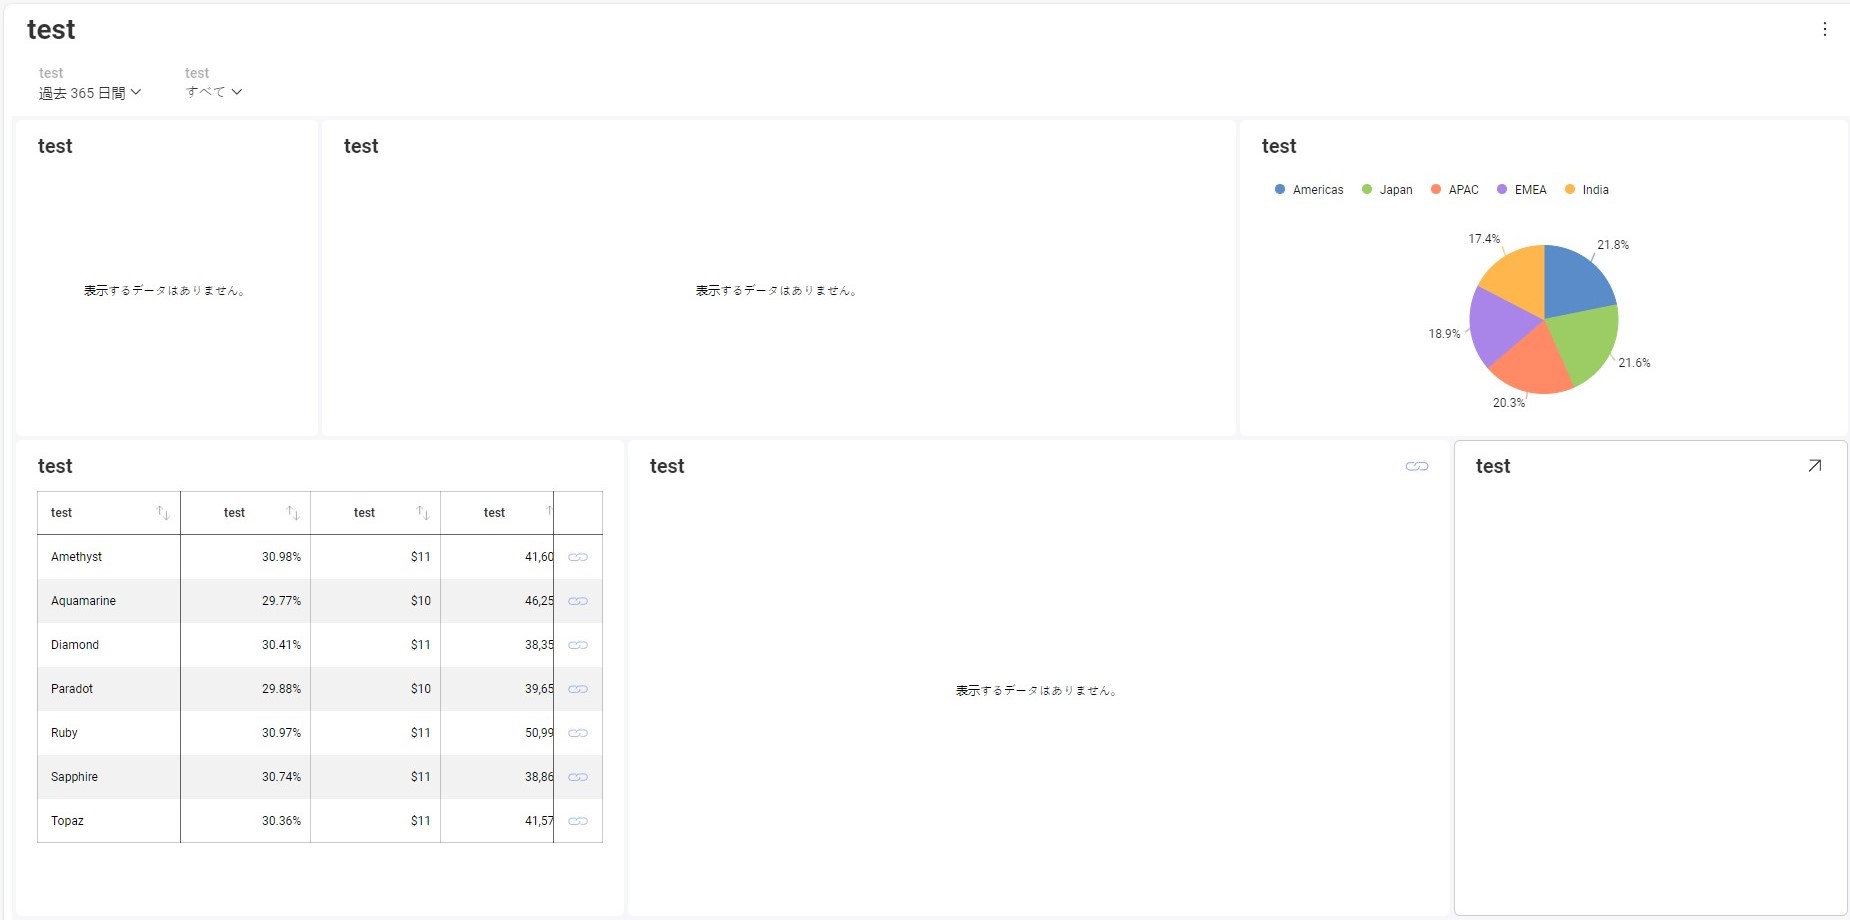 test
test
過去 365 日間
test
すべて
test
表示するデータはありません。
test
表示するデータはありません。
test
Americas Japan APAC EMEA India
17.4%
21.8%
18.9%
21.6%
20.3%
test
test test test test
Amethyst 30.98% $11 41,60
Aquamarine 29.77% $10 46,25
Diamond 30.41% $11 38,35
Paradot 29.88% $10 39,65
Ruby 30.97% $11 50,99
Sapphire 30.74% $11 38,86
Topaz 30.36% $11 41,57
test
表示するデータはありません。
test